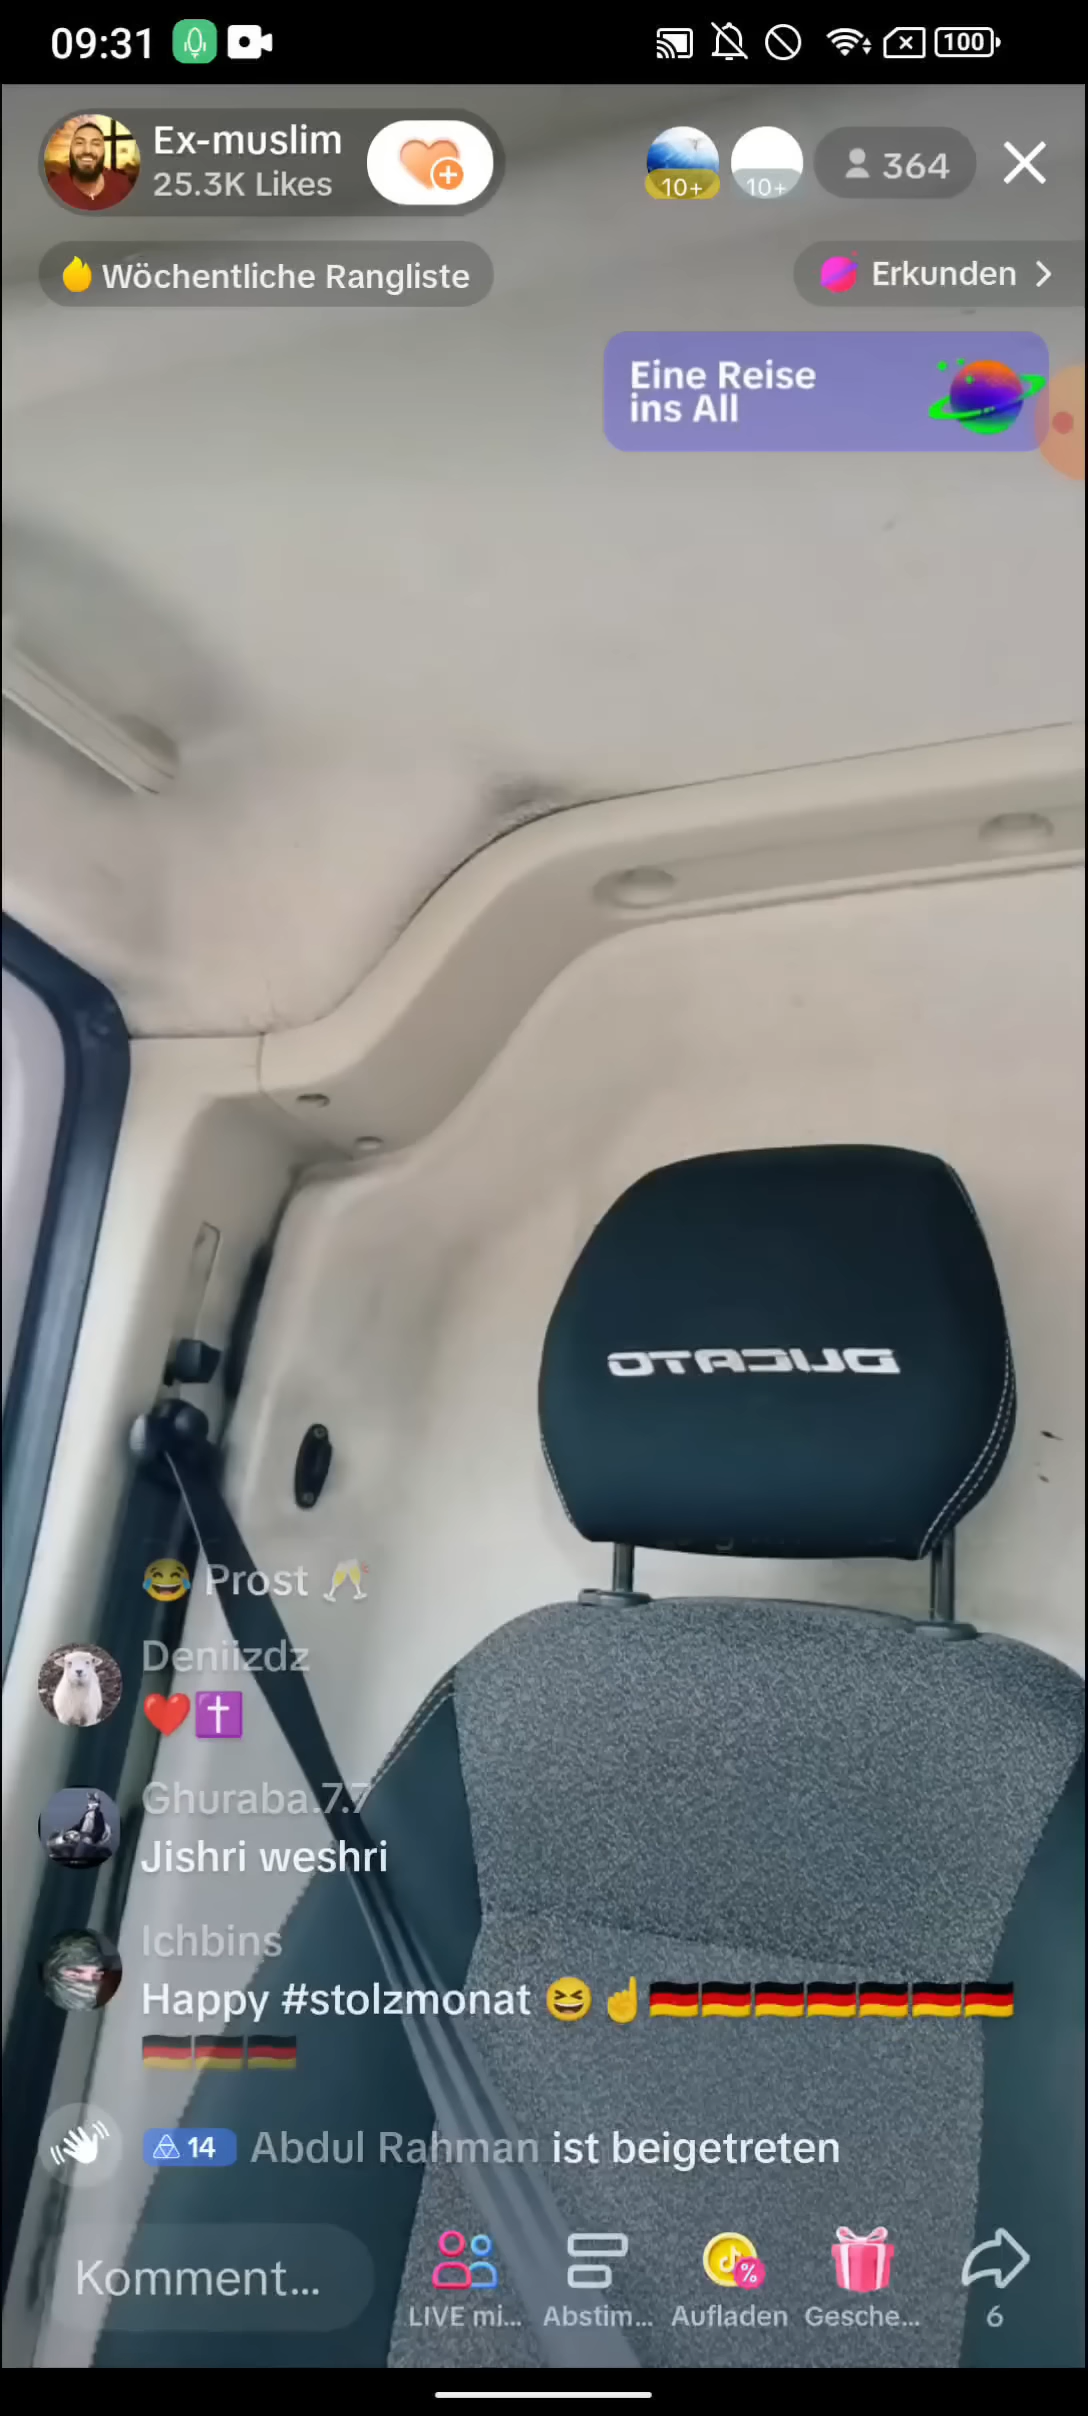 09:31
100
Ex-muslim
25.3K Likes
10+
10+
364
Wöchentliche Rangliste
Erkunden
Eine Reise
ins All
DUCATO
😂 Prost 🥂
Deniizdz
❤️✝️
Ghuraba.7.7
Jishri weshri
Ichbins
Happy #stolzmonat 😆☝️🇩🇪🇩🇪🇩🇪🇩🇪🇩🇪🇩🇪🇩🇪
🇩🇪🇩🇪🇩🇪
14 Abdul Rahman ist beigetreten
Komment...
LIVE mi...
Abstim...
Aufladen
Gesche...
6